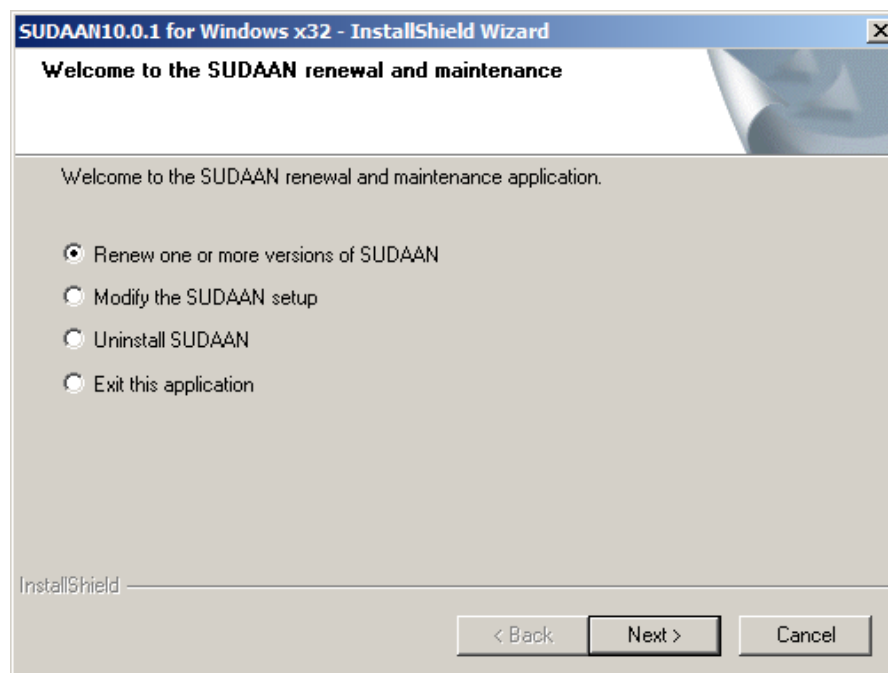 SUDAAN10.0.1 for Windows x32 - InstallShield Wizard
Welcome to the SUDAAN renewal and maintenance
Welcome to the SUDAAN renewal and maintenance application.
Renew one or more versions of SUDAAN
Modify the SUDAAN setup
Uninstall SUDAAN
Exit this application
InstallShield
< Back Next > Cancel